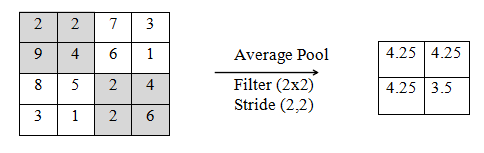 2 2 7 3
9 4 6 1
8 5 2 4
3 1 2 6
Average Pool
Filter (2x2)
Stride (2,2)
4.25 4.25
4.25 3.5